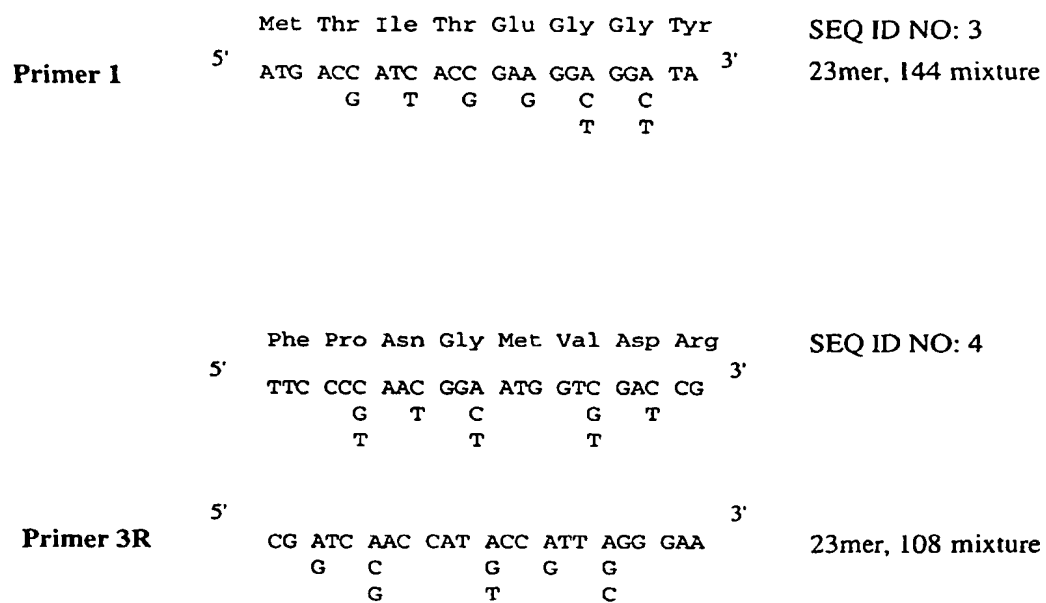 Met Thr Ile Thr Glu Gly Gly Tyr SEQ ID NO: 3
Primer 1 5' ATG ACC ATC ACC GAA GGA GGA TA 3' 23mer, 144 mixture
G T G G C C
T T
Phe Pro Asn Gly Met Val Asp Arg SEQ ID NO: 4
5' TTC CCC AAC GGA ATG GTC GAC CG 3'
G T C G T
T T T
Primer 3R 5' CG ATC AAC CAT ACC ATT AGG GAA 3' 23mer, 108 mixture
G C G G G
G T C